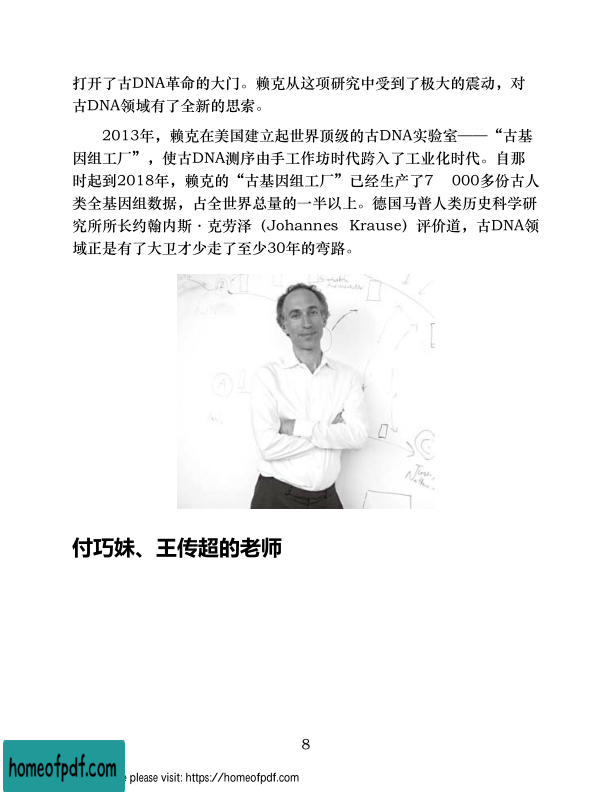 打开了古DNA革命的大门。赖克从这项研究中受到了极大的震动，对
古DNA领域有了全新的思索。
2013年，赖克在美国建立起世界顶级的古DNA实验室——“古基
因组工厂”，使古DNA测序由手工作坊时代跨入了工业化时代。自那
时起到2018年，赖克的“古基因组工厂”已经生产了7 000多份古人
类全基因组数据，占全世界总量的一半以上。德国马普人类历史科学研
究所所长约翰内斯·克劳泽（Johannes Krause）评价道，古DNA领
域正是有了大卫才少走了至少30年的弯路。
A
付巧妹、王传超的老师
8
homeofpdf.com
e please visit: https://homeofpdf.com